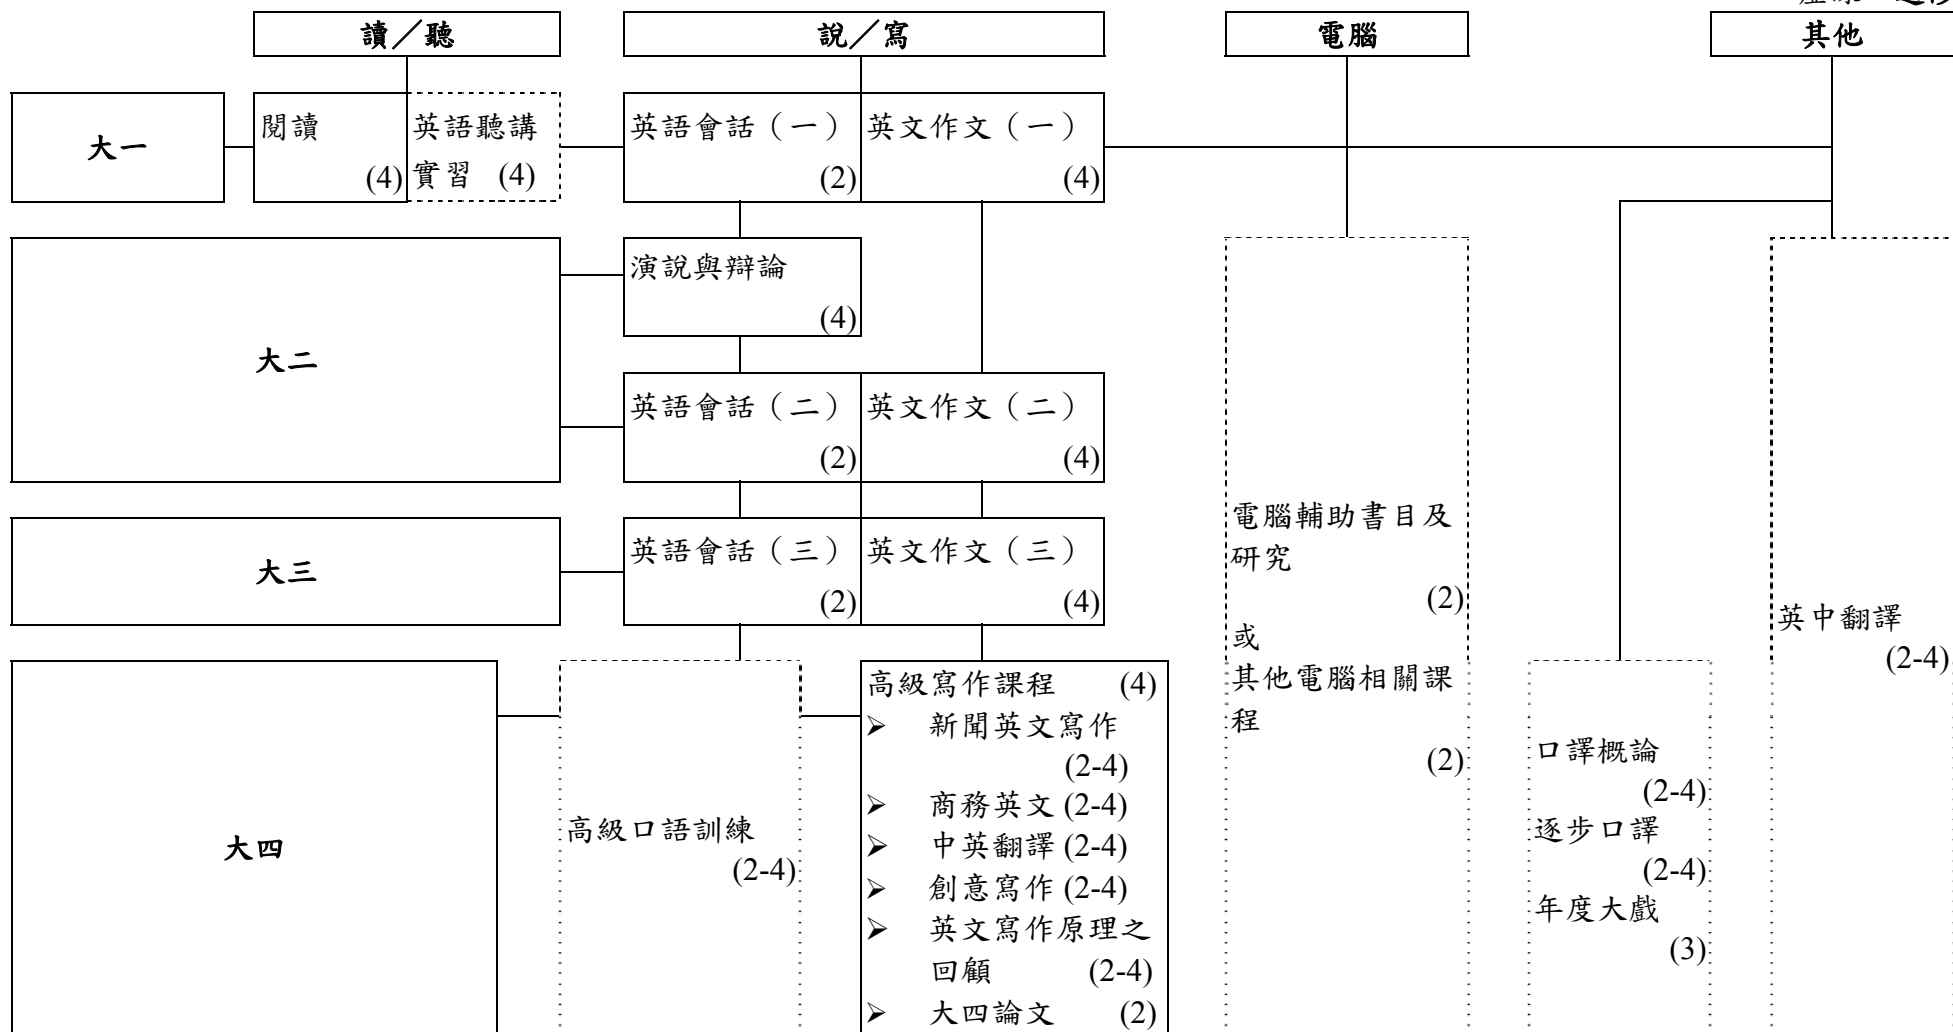 讀／聽
說／寫
電腦
其他
大一
閱讀
(4)
英語聽講
實習 (4)
英語會話（一）
(2)
英文作文（一）
(4)
大二
演說與辯論
(4)
英語會話（二）
(2)
英文作文（二）
(4)
大三
英語會話（三）
(2)
英文作文（三）
(4)
大四
高級口語訓練
(2-4)
高級寫作課程 (4)
➢ 新聞英文寫作
(2-4)
➢ 商務英文 (2-4)
➢ 中英翻譯 (2-4)
➢ 創意寫作 (2-4)
➢ 英文寫作原理之
回顧 (2-4)
➢ 大四論文 (2)
電腦輔助書目及
研究
(2)
或
其他電腦相關課
程
(2)
口譯概論
(2-4)
逐步口譯
(2-4)
年度大戲
(3)
英中翻譯
(2-4)